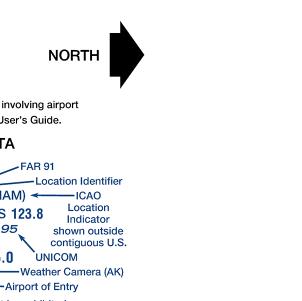 NORTH
involving airport
User's Guide.
TA
FAR 91
Location Identifier
IAM)
ICAO
Location
Indicator
shown outside
contiguous U.S.
S 123.8
95
UNICOM
.0
Weather Camera (AK)
Airport of Entry